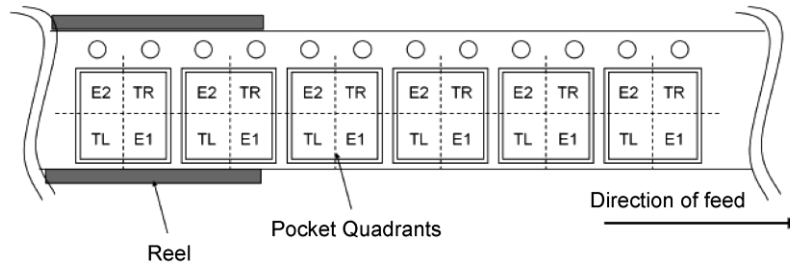 E2 TR E2 TR E2 TR E2 TR E2 TR E2 TR
TL E1 TL E1 TL E1 TL E1 TL E1 TL E1
Direction of feed
Pocket Quadrants
Reel